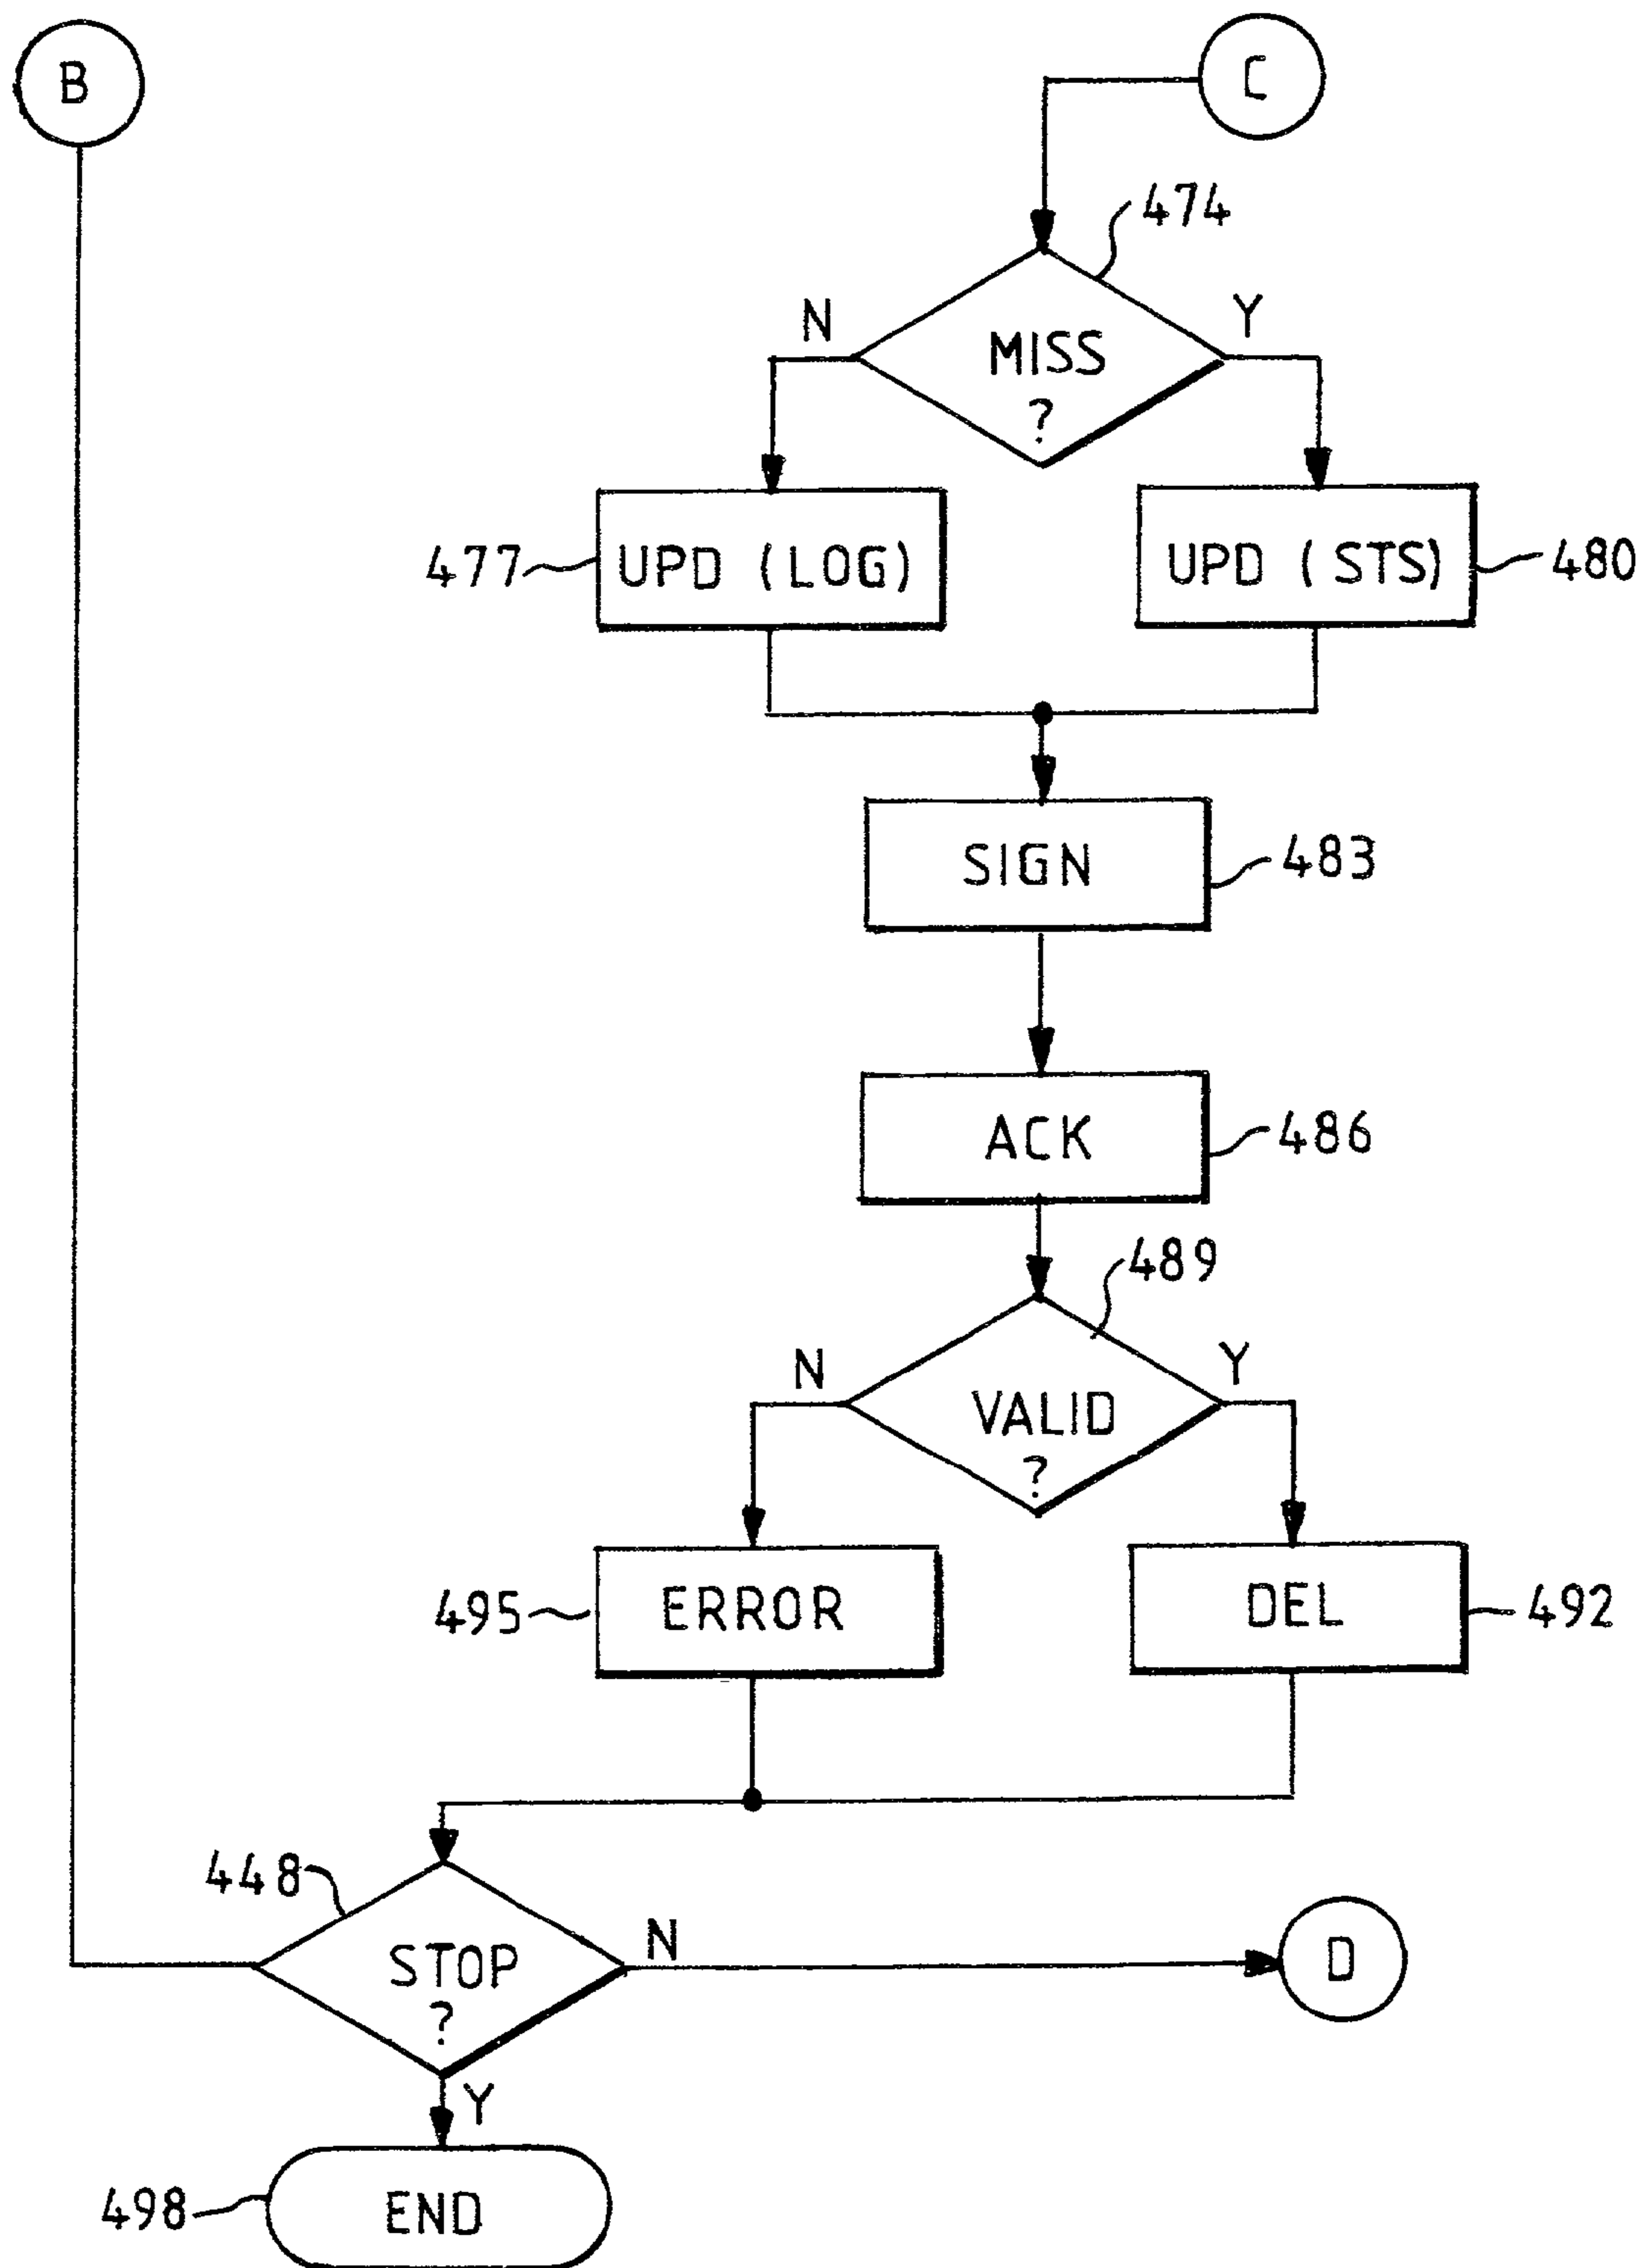 B
C
474
N
Y
MISS
?
477
UPD (LOG)
UPD ( STS)
480
SIGN
483
ACK
486
489
N
Y
VALID
?
495
ERROR
DEL
492
448
STOP
?
N
D
Y
498
END